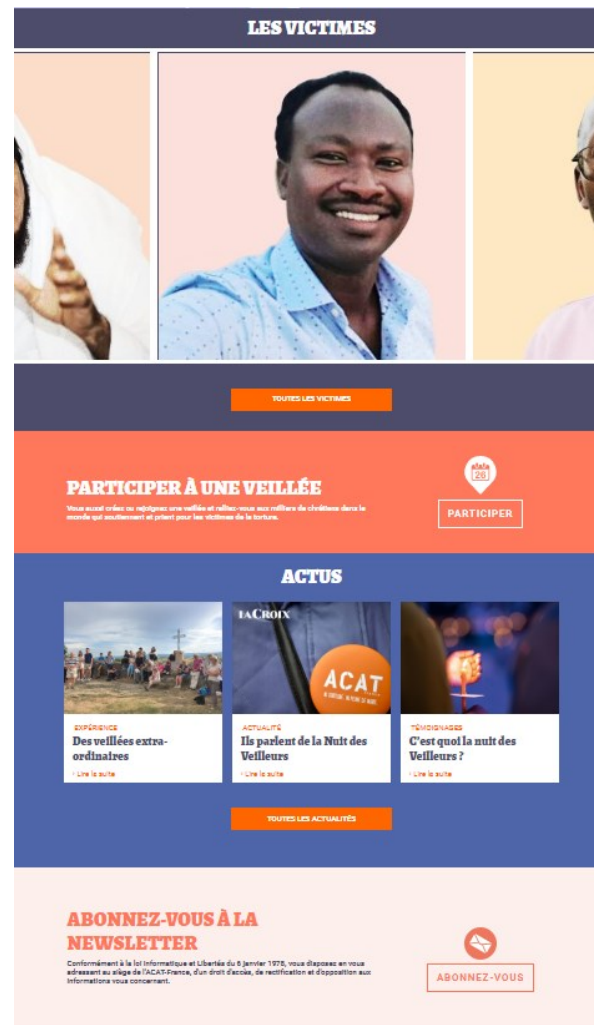 LES VICTIMES
TOUTES LES VICTIMES
PARTICIPER À UNE VEILLÉE
Vous aussi créez ou rejoignez une veillée et reliez-vous aux milliers de chrétiens dans le
monde qui soutiennent et prient pour les victimes de la torture.
26
PARTICIPER
ACTUS
LA CROIX
ACAT
EXPÉRIENCE
Des veillées extra-
ordinaires
› Lire la suite
ACTUALITÉ
Ils parlent de la Nuit des
Veilleurs
› Lire la suite
TÉMOIGNAGES
C'est quoi la nuit des
Veilleurs ?
› Lire la suite
TOUTES LES ACTUALITÉS
ABONNEZ-VOUS À LA
NEWSLETTER
Conformément à la loi Informatique et Libertés du 6 janvier 1978, vous disposez en vous
adressant au siège de l'ACAT-France, d'un droit d'accès, de rectification et d'opposition aux
informations vous concernant.
ABONNEZ-VOUS